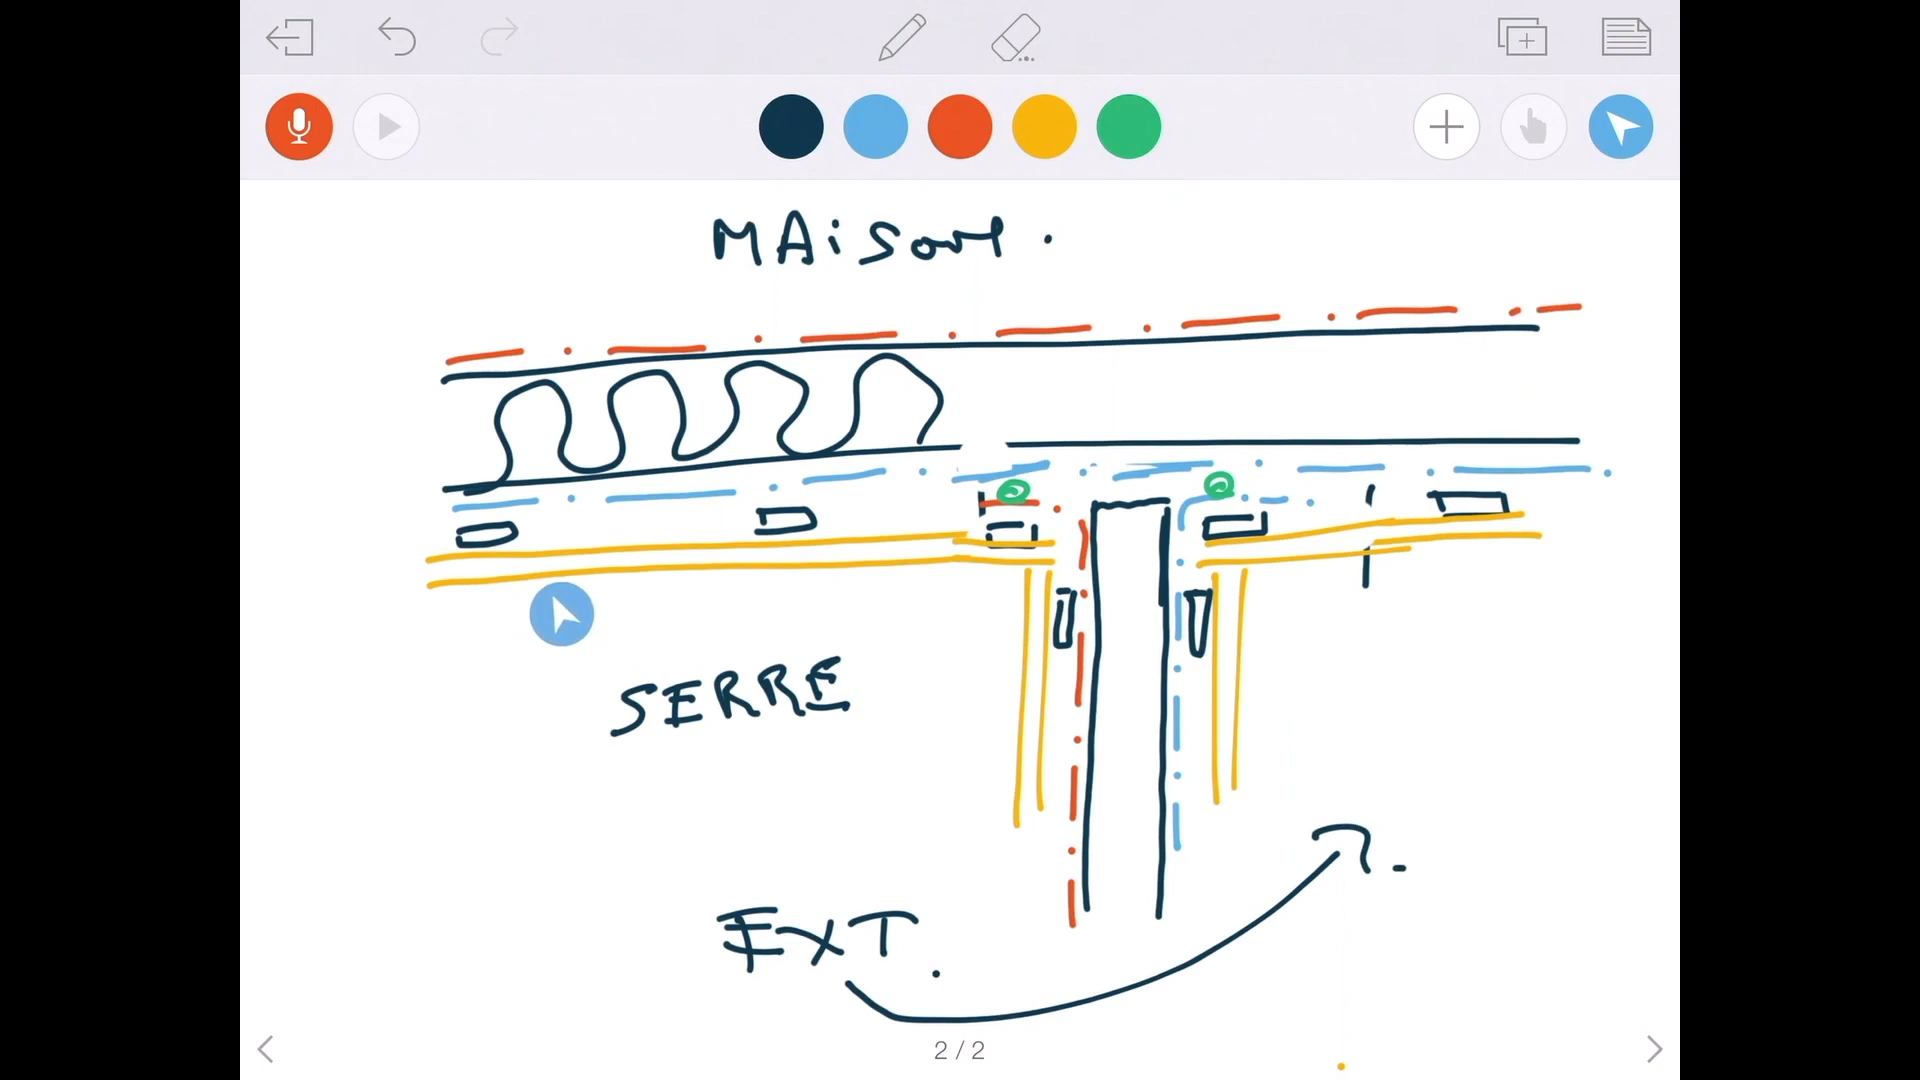 MAiSon.
SERRE
EXT.
?.
2 / 2